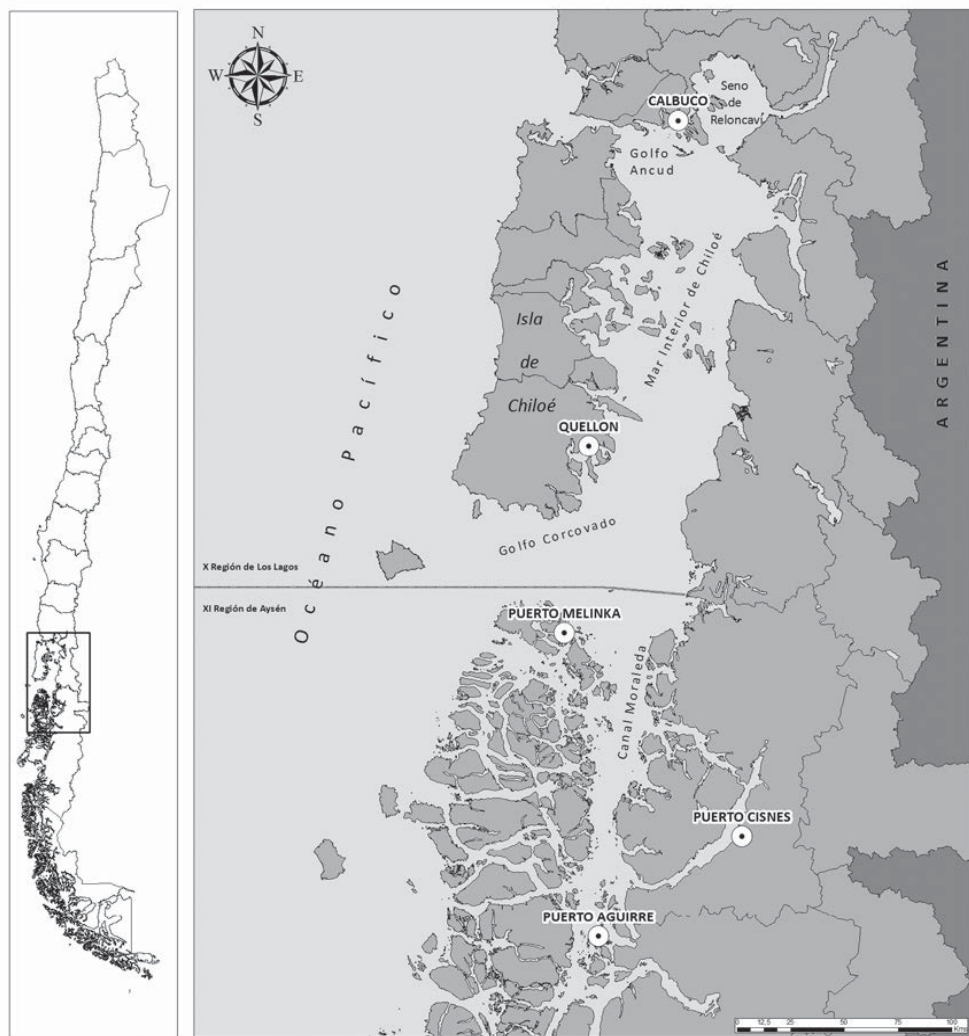 N
W E
S
CALBUCO
Seno
de
Reloncaví
Golfo
Ancud
Mar Interior de Chiloé
Océano Pacífico
ARGENTINA
Isla
de
Chiloé
QUELLON
Golfo Corcovado
X Región de Los Lagos
XI Región de Aysén
PUERTO MELINKA
Canal Moraleda
PUERTO CISNES
PUERTO AGUIRRE
0 12,5 25 50 75 100
Kms